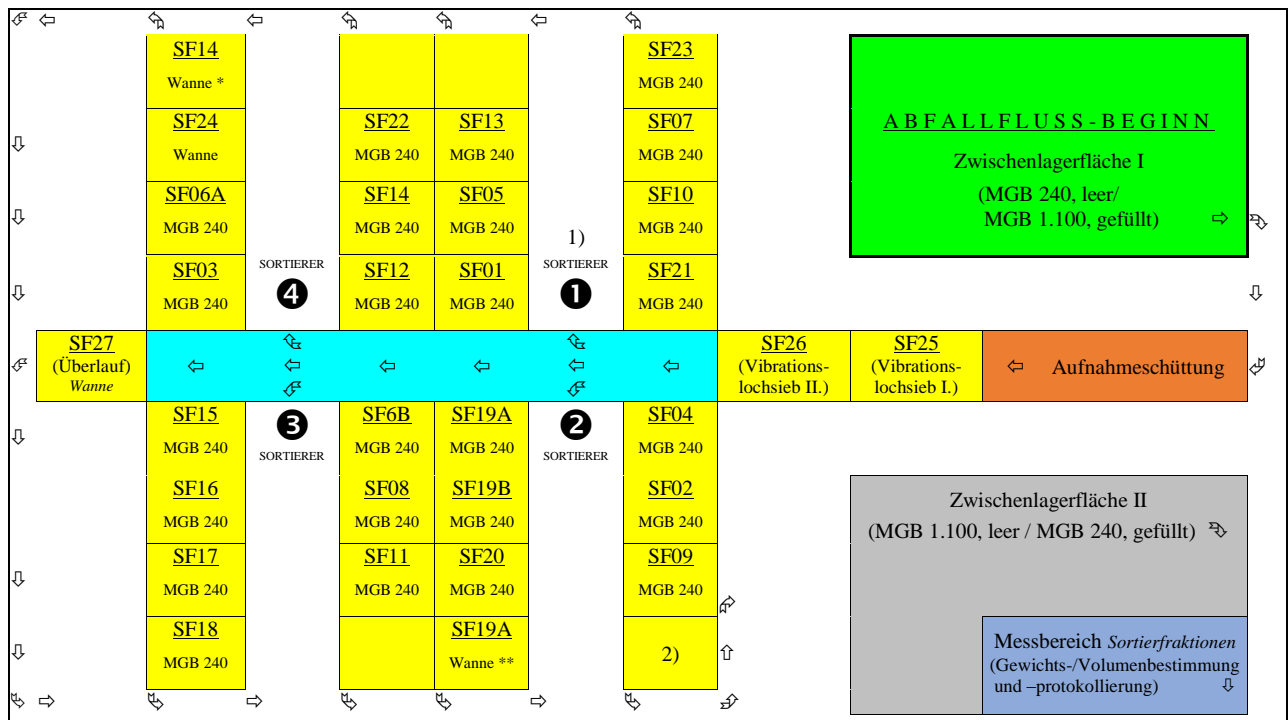 SF14
Wanne *
SF23
MGB 240
SF24
Wanne
SF22
MGB 240
SF13
MGB 240
SF07
MGB 240
ABFALLFLUSS-BEGINN
Zwischenlagerfläche I
(MGB 240, leer/
MGB 1.100, gefüllt)
SF06A
MGB 240
SF14
MGB 240
SF05
MGB 240
1)
SF10
MGB 240
SF03
MGB 240
SORTIERER
4
SF12
MGB 240
SF01
MGB 240
SORTIERER
1
SF21
MGB 240
SF27
(Überlauf)
Wanne
SF26
(Vibrations-
lochsieb II.)
SF25
(Vibrations-
lochsieb I.)
Aufnahmeschüttung
SF15
MGB 240
3
SORTIERER
SF6B
MGB 240
SF19A
MGB 240
2
SORTIERER
SF04
MGB 240
SF16
MGB 240
SF08
MGB 240
SF19B
MGB 240
SF02
MGB 240
Zwischenlagerfläche II
(MGB 1.100, leer / MGB 240, gefüllt)
SF17
MGB 240
SF11
MGB 240
SF20
MGB 240
SF09
MGB 240
SF18
MGB 240
SF19A
Wanne **
2)
Messbereich Sortierfraktionen
(Gewichts-/Volumenbestimmung
und –protokollierung)